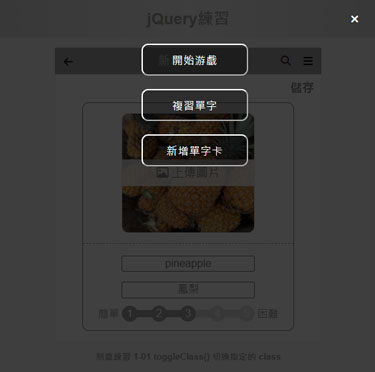 jQuery練習
×
開始游戲
儲存
複習單字
新增單字卡
上傳圖片
pineapple
鳳梨
簡單 1 2 3 4 5 困難
1-01 toggleClass() 切換指定的 class